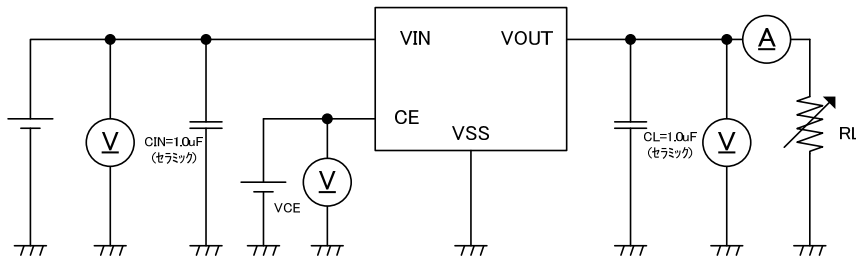 VIN
VOUT
A
CE
VSS
V
CIN=1.0uF
(セラミック)
V
VCE
CL=1.0uF
(セラミック)
V
RL